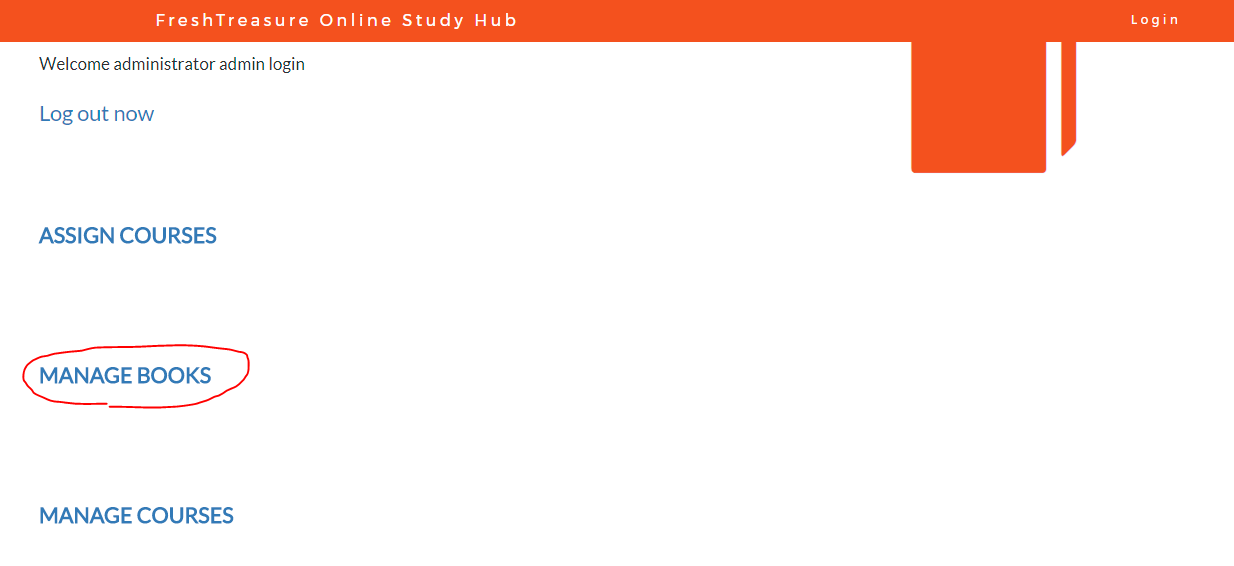 FreshTreasure Online Study Hub
Login
Welcome administrator admin login
Log out now
ASSIGN COURSES
MANAGE BOOKS
MANAGE COURSES